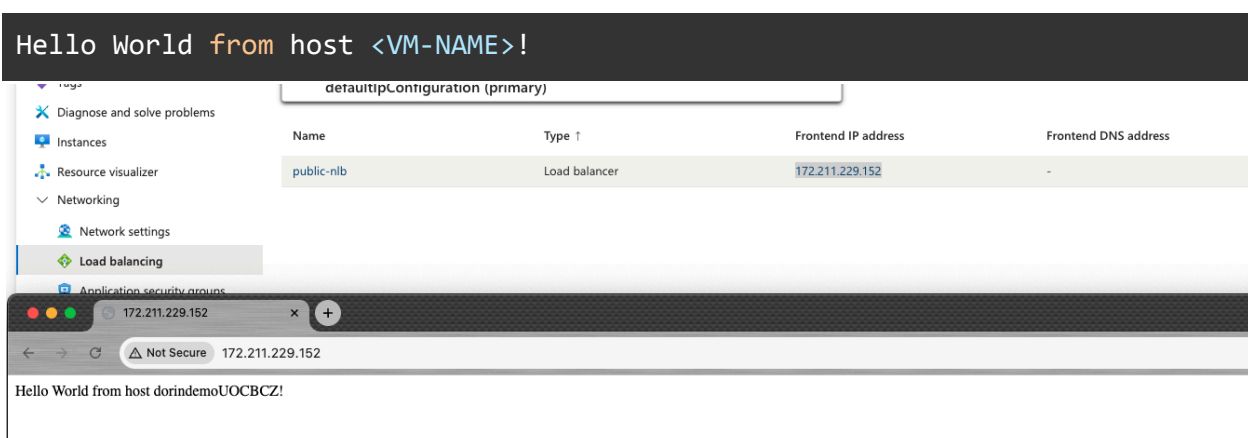 Hello World from host <VM-NAME>!
Tags
defaultIpConfiguration (primary)
Diagnose and solve problems
Instances
Resource visualizer
Networking
Network settings
Load balancing
Application security groups
Name Type ↑ Frontend IP address Frontend DNS address
public-nlb Load balancer 172.211.229.152 -
172.211.229.152
Not Secure 172.211.229.152
Hello World from host dorindemoUOCBCZ!